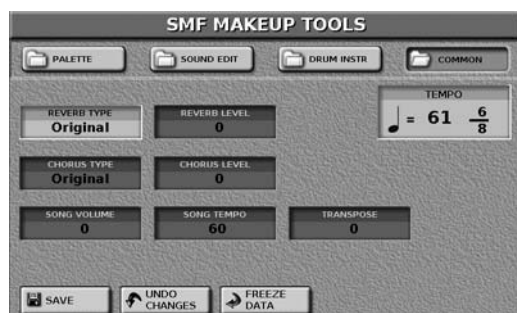 SMF MAKEUP TOOLS
PALETTE SOUND EDIT DRUM INSTR COMMON
TEMPO
= 61 6/8
REVERB TYPE REVERB LEVEL
Original 0
CHORUS TYPE CHORUS LEVEL
Original 0
SONG VOLUME SONG TEMPO TRANSPOSE
0 60 0
SAVE UNDO CHANGES FREEZE DATA